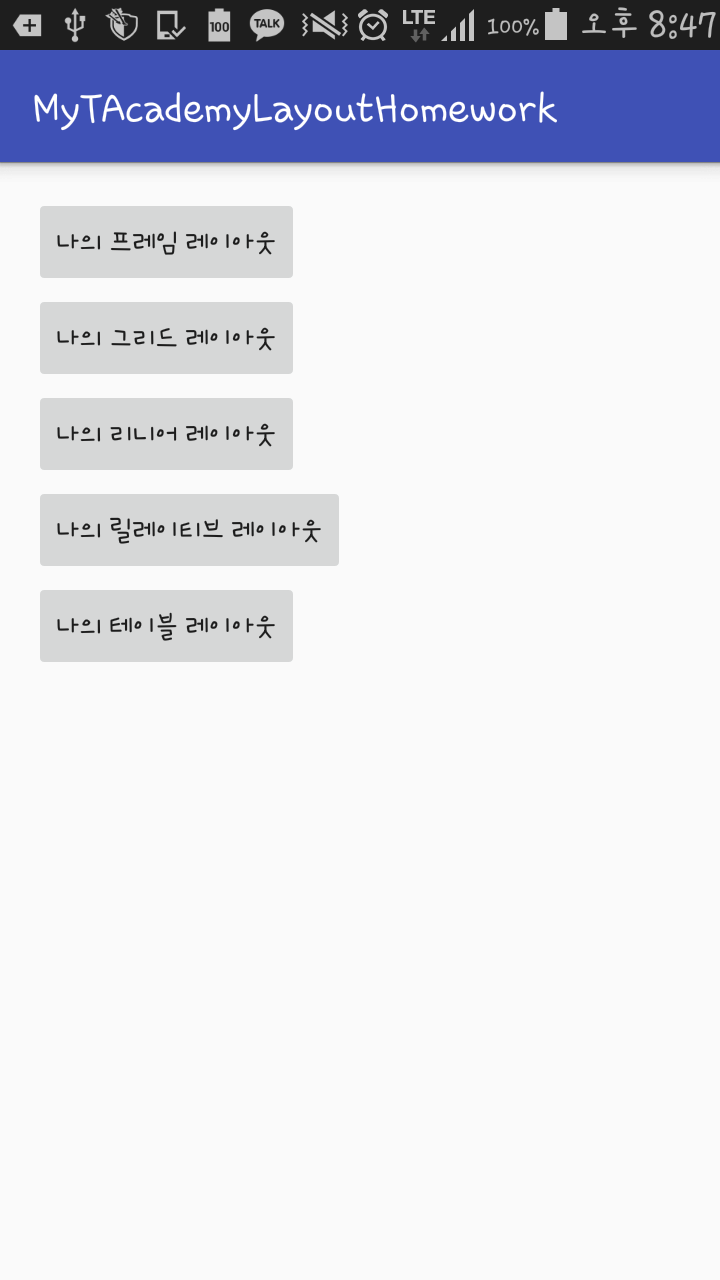 100 TALK LTE 100% 오후 8:47
MyTAcademyLayoutHomework
나의 프레임 레이아웃
나의 그리드 레이아웃
나의 리니어 레이아웃
나의 릴레이티브 레이아웃
나의 테이블 레이아웃